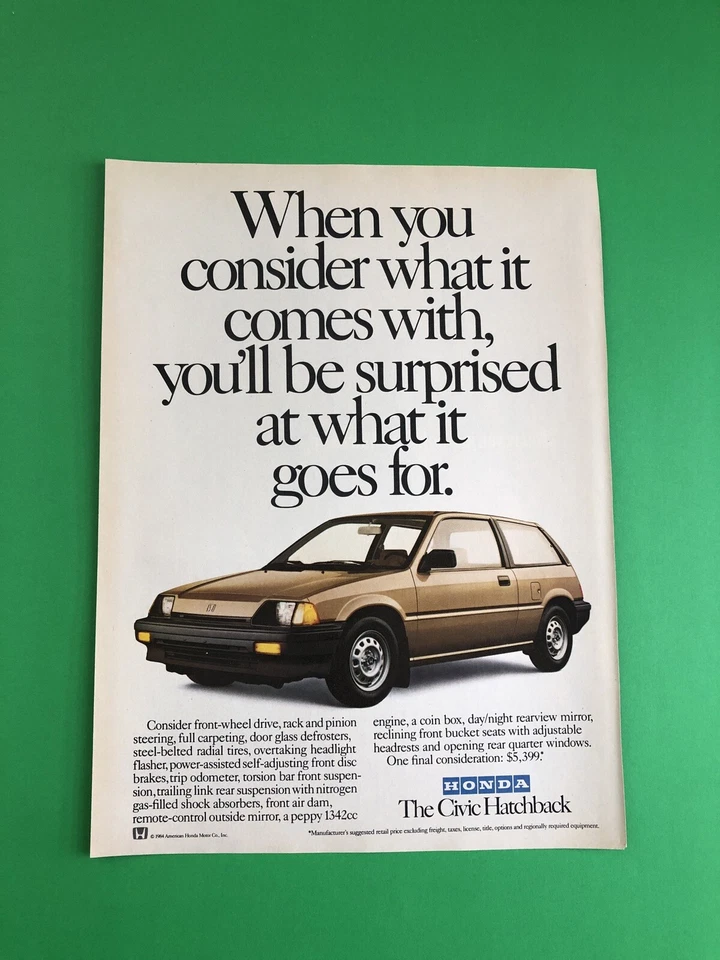 When you
consider what it
comes with,
you'll be surprised
at what it
goes for.
Consider front-wheel drive, rack and pinion
steering, full carpeting, door glass defrosters,
steel-belted radial tires, overtaking headlight
flasher, power-assisted self-adjusting front disc
brakes, trip odometer, torsion bar front suspen-
sion, trailing link rear suspension with nitrogen
gas-filled shock absorbers, front air dam,
remote-control outside mirror, a peppy 1342cc
engine, a coin box, day/night rearview mirror,
reclining front bucket seats with adjustable
headrests and opening rear quarter windows.
One final consideration: $5,399.*
HONDA
The Civic Hatchback
© 1984 American Honda Motor Co., Inc.
*Manufacturer's suggested retail price excluding freight, taxes, license, title, options and regionally required equipment.